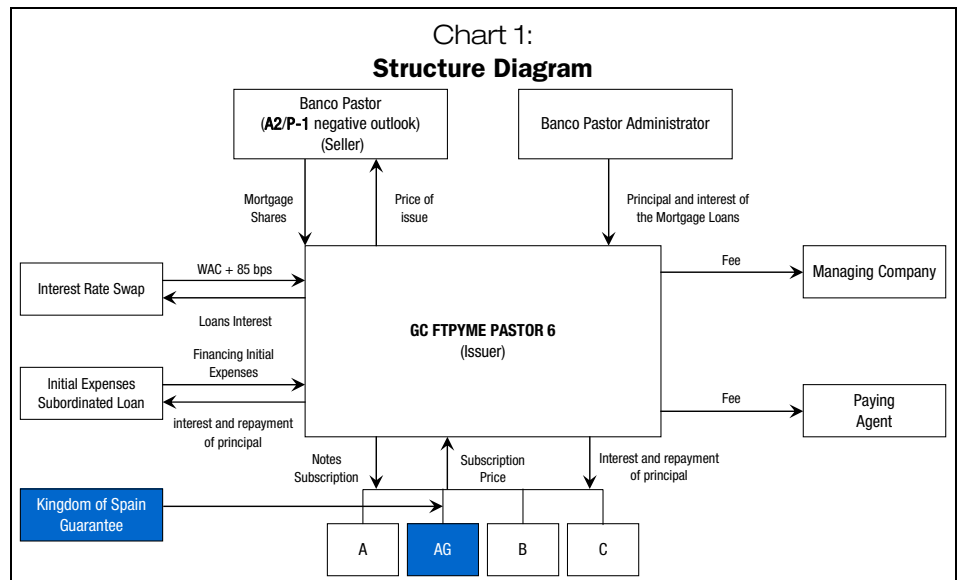 Chart 1:
Structure Diagram
Banco Pastor
(A2/P-1 negative outlook)
(Seller)
Banco Pastor Administrator
Mortgage
Shares
Price of
issue
Principal and interest of
the Mortgage Loans
WAC + 85 bps
Interest Rate Swap
Loans Interest
Fee
Managing Company
GC FTPYME PASTOR 6
(Issuer)
Financing Initial
Expenses
Initial Expenses
Subordinated Loan
interest and repayment
of principal
Fee
Paying
Agent
Notes
Subscription
Subscription
Price
Interest and repayment
of principal
Kingdom of Spain
Guarantee
A
AG
B
C